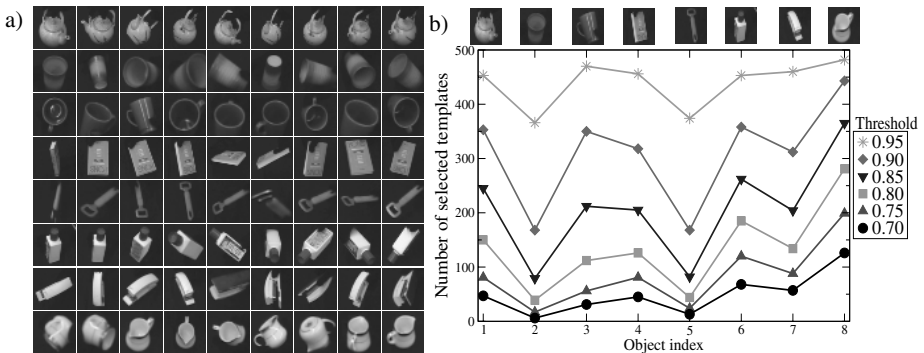 a)
b)
Number of selected templates
500
400
300
200
100
0
1 2 3 4 5 6 7 8
Object index
Threshold
0.95
0.90
0.85
0.80
0.75
0.70